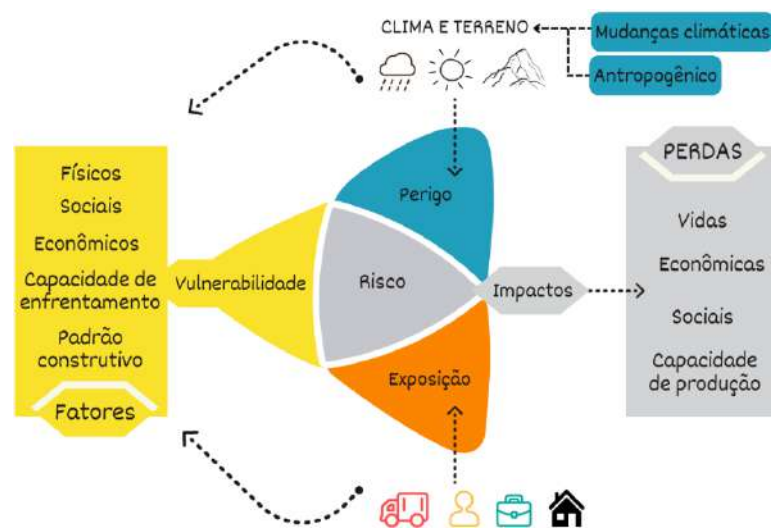 CLIMA E TERRENO
Mudanças climáticas
Antropogênico
Físicos
Sociais
Econômicos
Capacidade de
enfrentamento
Padrão
construtivo
Fatores
Vulnerabilidade
Perigo
Risco
Exposição
Impactos
PERDAS
Vidas
Econômicas
Sociais
Capacidade
de produção